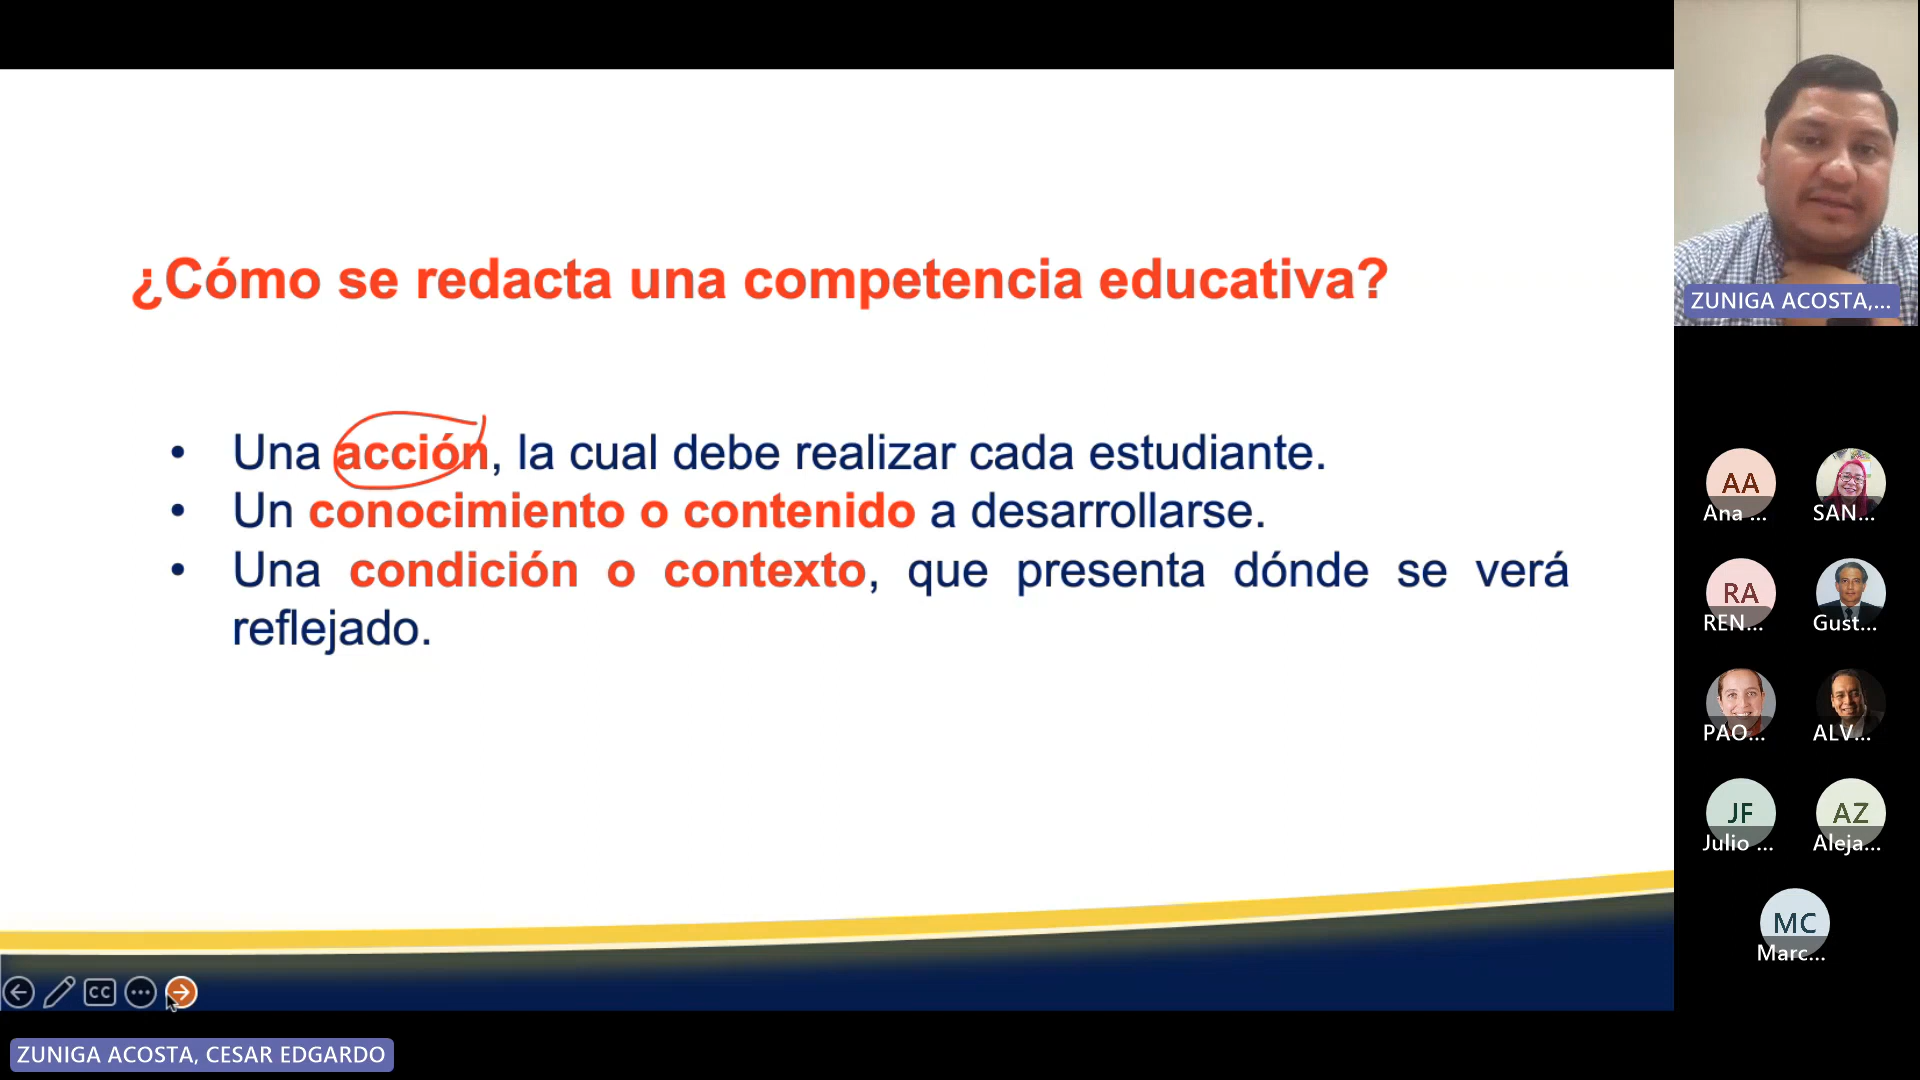 ¿Cómo se redacta una competencia educativa?
• Una acción, la cual debe realizar cada estudiante.
• Un conocimiento o contenido a desarrollarse.
• Una condición o contexto, que presenta dónde se verá
reflejado.
CC
ZUNIGA ACOSTA, CESAR EDGARDO
ZUNIGA ACOSTA,...
AA
Ana ...
SAN...
RA
REN...
Gust...
PAO...
ALV...
JF
Julio ...
AZ
Aleja...
MC
Marc...